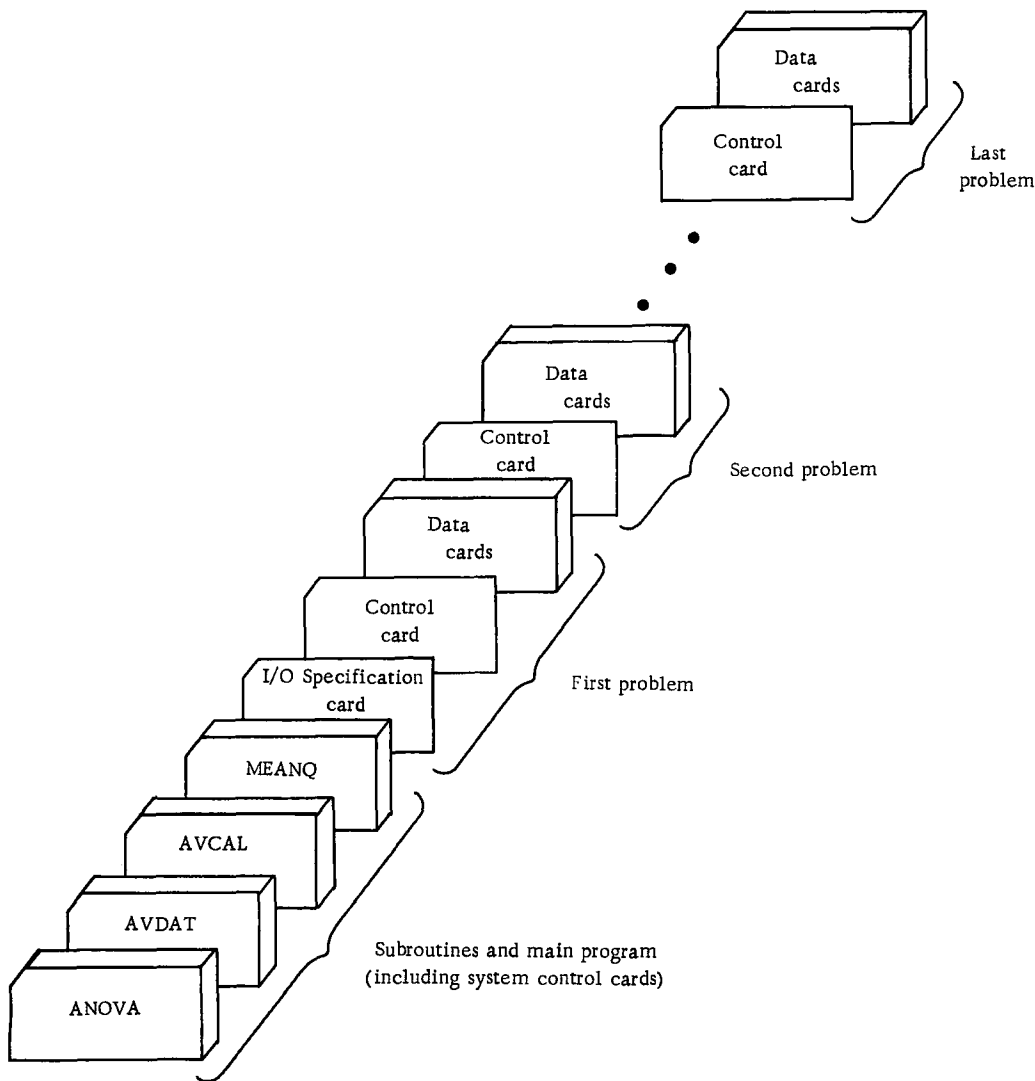 Data
cards
Control
card
Last
problem
Data
cards
Control
card
Second problem
Data
cards
Control
card
I/O Specification
card
First problem
MEANQ
AVCAL
AVDAT
Subroutines and main program
(including system control cards)
ANOVA